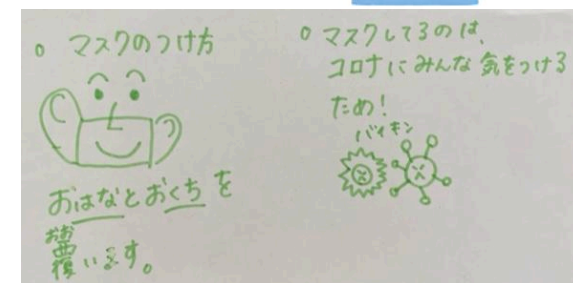 ○ マスクのつけ方
おはなとおくちを
おお
覆います。
○ マスクしてるのは、
コロナにみんな気をつける
ため!
バイキン